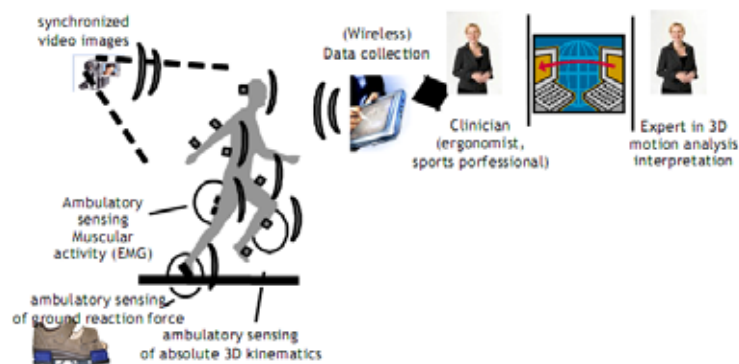 synchronized
video images
(Wireless)
Data collection
Clinician
(ergonomist,
sports porfessional)
Expert in 3D
motion analysis
interpretation
Ambulatory
sensing
Muscular
activity (EMG)
ambulatory sensing
of ground reaction force
ambulatory sensing
of absolute 3D kinematics